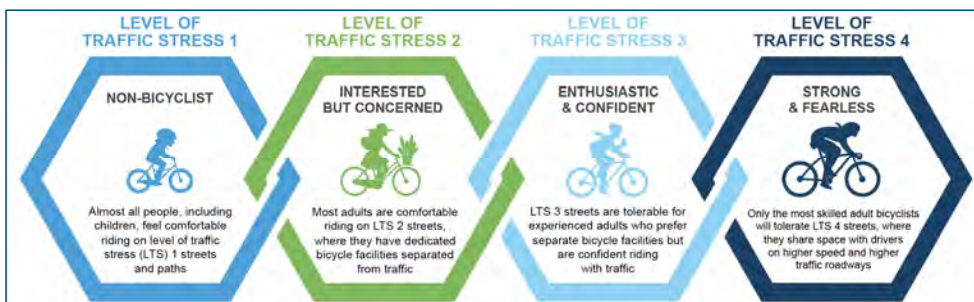 LEVEL OF
TRAFFIC STRESS 1
NON-BICYCLIST
Almost all people, including
children, feel comfortable
riding on level of traffic
stress (LTS) 1 streets
and paths
LEVEL OF
TRAFFIC STRESS 2
INTERESTED
BUT CONCERNED
Most adults are comfortable
riding on LTS 2 streets,
where they have dedicated
bicycle facilities separated
from traffic
LEVEL OF
TRAFFIC STRESS 3
ENTHUSIASTIC
& CONFIDENT
LTS 3 streets are tolerable for
experienced adults who prefer
separate bicycle facilities but
are confident riding
with traffic
LEVEL OF
TRAFFIC STRESS 4
STRONG
& FEARLESS
Only the most skilled adult bicyclists
will tolerate LTS 4 streets, where
they share space with drivers
on higher speed and higher
traffic roadways